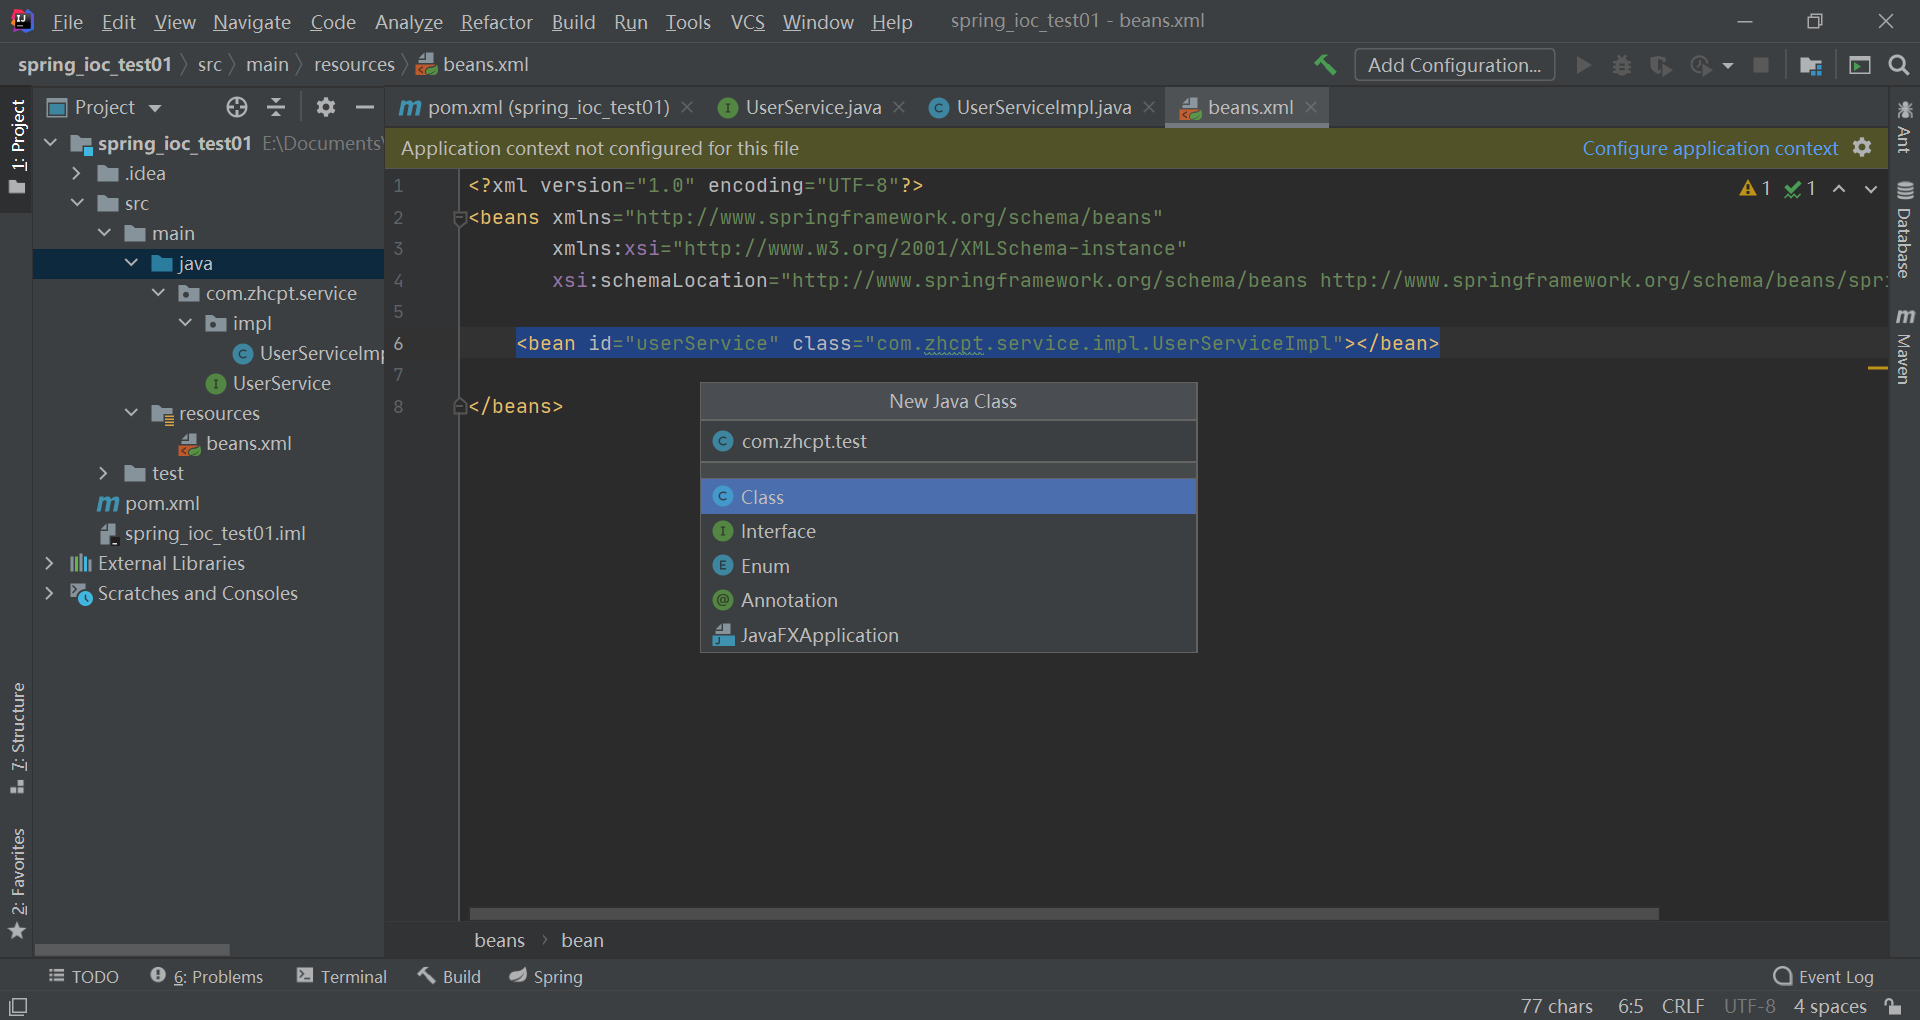 File Edit View Navigate Code Analyze Refactor Build Run Tools VCS Window Help spring_ioc_test01 - beans.xml
spring_ioc_test01 src main resources beans.xml Add Configuration...
1: Project
Project
pom.xml (spring_ioc_test01) UserService.java UserServiceImpl.java beans.xml
spring_ioc_test01 E:\Documents\
.idea
src
main
java
com.zhcpt.service
impl
UserServiceImp
UserService
resources
beans.xml
test
pom.xml
spring_ioc_test01.iml
External Libraries
Scratches and Consoles
Application context not configured for this file Configure application context
1 <?xml version="1.0" encoding="UTF-8"?>
1 1
2 <beans xmlns="http://www.springframework.org/schema/beans"
3 xmlns:xsi="http://www.w3.org/2001/XMLSchema-instance"
4 xsi:schemaLocation="http://www.springframework.org/schema/beans http://www.springframework.org/schema/beans/spri
5
6 <bean id="userService" class="com.zhcpt.service.impl.UserServiceImpl"></bean>
7
8 </beans>
New Java Class
com.zhcpt.test
Class
Interface
Enum
Annotation
JavaFXApplication
Ant
Database
Maven
7: Structure
2: Favorites
beans bean
TODO 6: Problems Terminal Build Spring Event Log
77 chars 6:5 CRLF UTF-8 4 spaces